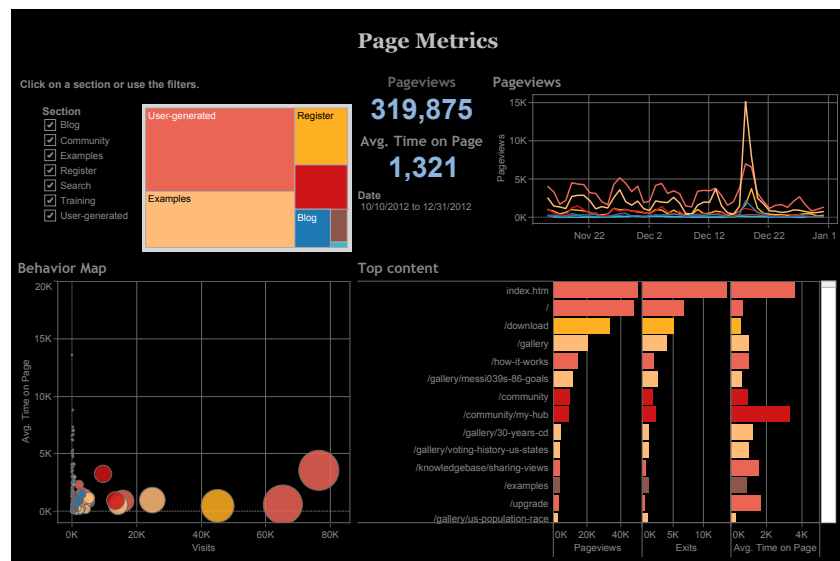 Page Metrics
Click on a section or use the filters.
Section
Blog
Community
Examples
Register
Search
Training
User-generated
User-generated
Register
Examples
Blog
Pageviews
319,875
Avg. Time on Page
1,321
Date
10/10/2012 to 12/31/2012
Pageviews
Pageviews
15K
10K
5K
0K
Nov 22
Dec 2
Dec 12
Dec 22
Jan 1
Behavior Map
Avg. Time on Page
20K
15K
10K
5K
0K
0K
20K
40K
60K
80K
Visits
Top content
index.htm
/
/download
/gallery
/how-it-works
/gallery/messi039s-86-goals
/community
/community/my-hub
/gallery/30-years-cd
/gallery/voting-history-us-states
/knowledgebase/sharing-views
/examples
/upgrade
/gallery/us-population-race
0K 20K 40K
0K 5K 10K
0K 2K 4K
Pageviews
Exits
Avg. Time on Page